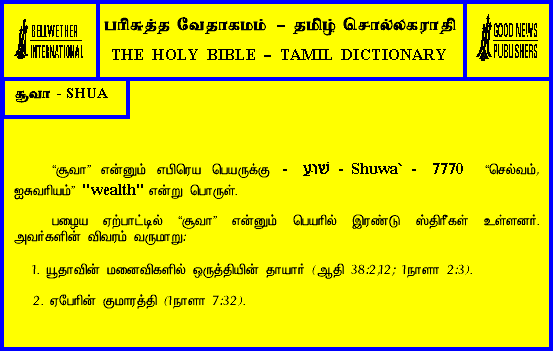 BELLWETHER
INTERNATIONAL
பரிசுத்த வேதாகமம் – தமிழ் சொல்லகராதி
THE HOLY BIBLE – TAMIL DICTIONARY
GOOD NEWS
PUBLISHERS
சூவா - SHUA
“சூவா” என்னும் எபிரெய பெயருக்கு - שׁוּע - Shuwa` - 7770 “செல்வம்,
ஐசுவரியம்” "wealth" என்று பொருள்.
பழைய ஏற்பாட்டில் “சூவா” என்னும் பெயரில் இரண்டு ஸ்திரீகள் உள்ளனர்.
அவர்களின் விவரம் வருமாறு:
1. யூதாவின் மனைவிகளில் ஒருத்தியின் தாயார் (ஆதி 38:2,12; 1நாளா 2:3).
2. ஏபேரின் குமாரத்தி (1நாளா 7:32).